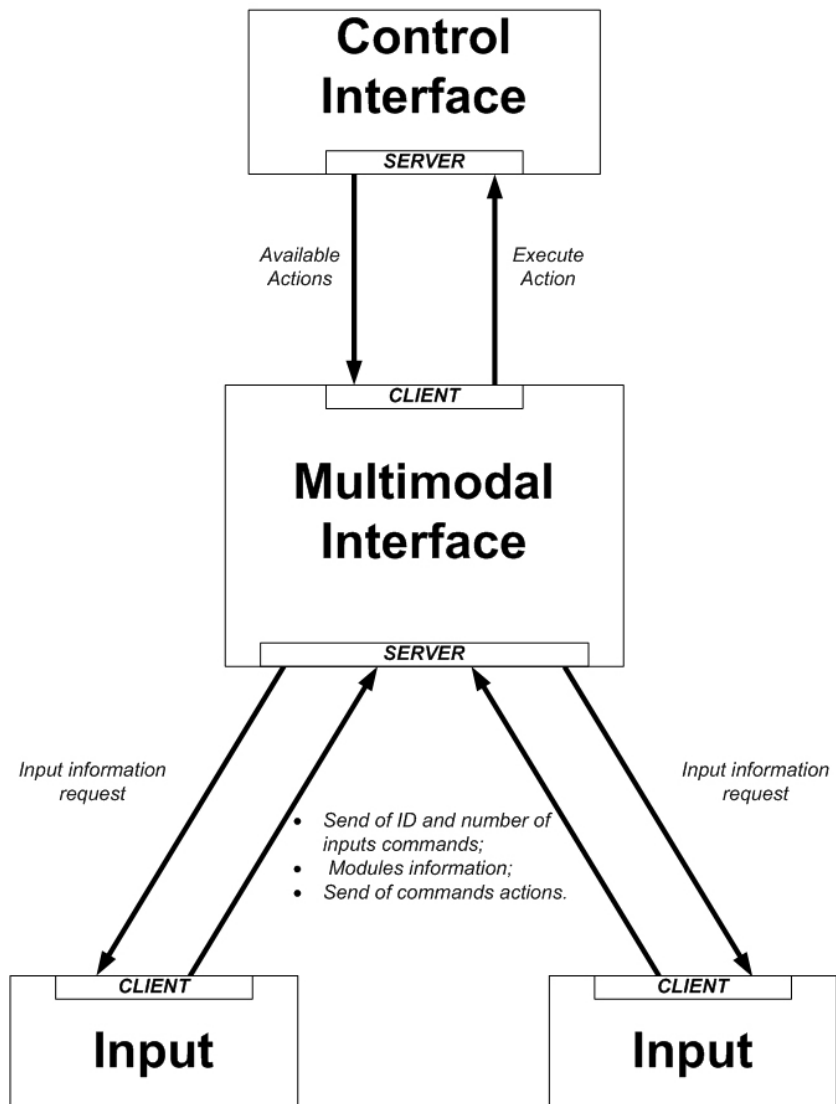 Control
Interface
SERVER
Available
Actions
Execute
Action
CLIENT
Multimodal
Interface
SERVER
Input information
request
Input information
request
• Send of ID and number of
inputs commands;
• Modules information;
• Send of commands actions.
CLIENT
Input
CLIENT
Input